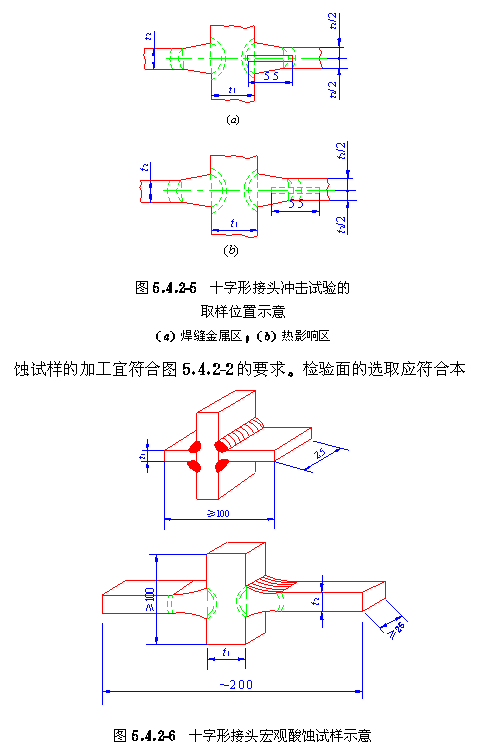 t₂
t₂/2
t₂/2
55
t₁
(a)
t₂
t₂/2
t₂/2
55
t₁
(b)
图 5.4.2-5 十字形接头冲击试验的
取样位置示意
(a) 焊缝金属区；(b) 热影响区
蚀试样的加工宜符合图 5.4.2-2 的要求。检验面的选取应符合本
t₁
25
≥100
≥100
t₂
t₁
≥25
~200
图 5.4.2-6 十字形接头宏观酸蚀试样示意